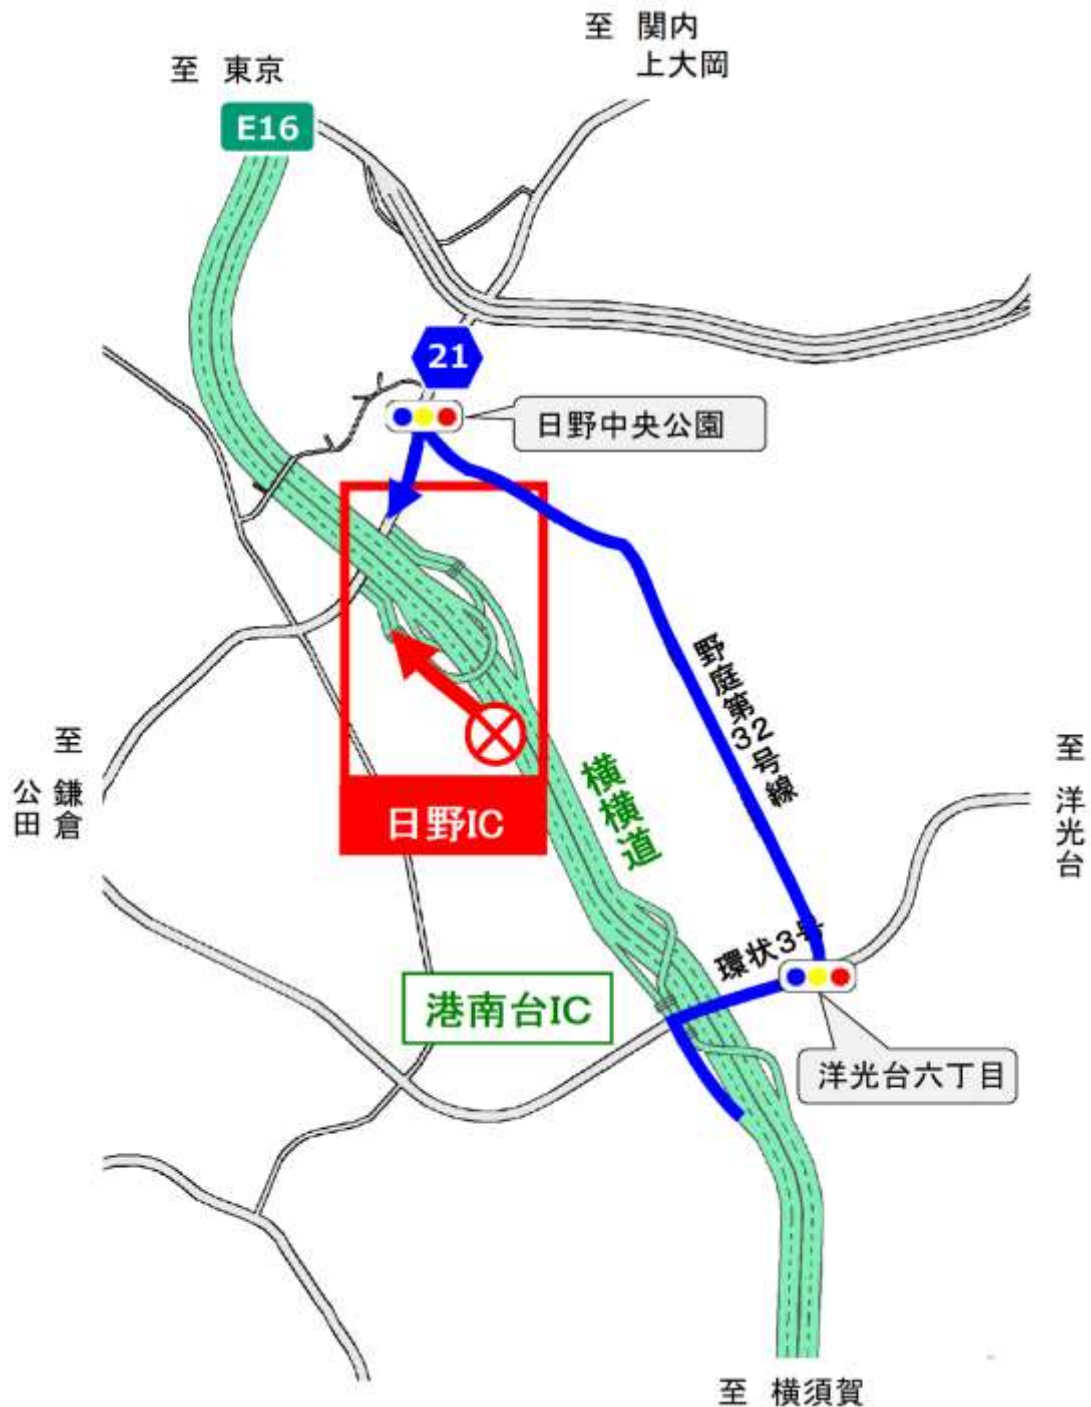 至 関内
上大岡
至 東京
E16
21
日野中央公園
野庭第32号線
至 鎌倉
公田
日野IC
横横道
至 洋光台
環状3号
港南台IC
洋光台六丁目
至 横須賀